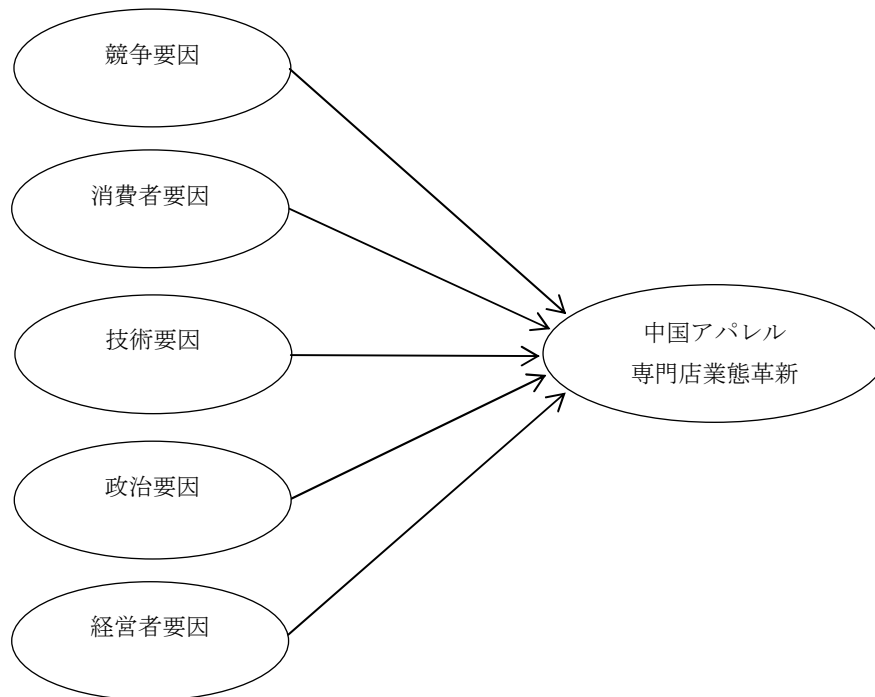 競争要因
消費者要因
技術要因
政治要因
経営者要因
中国アパレル
専門店業態革新